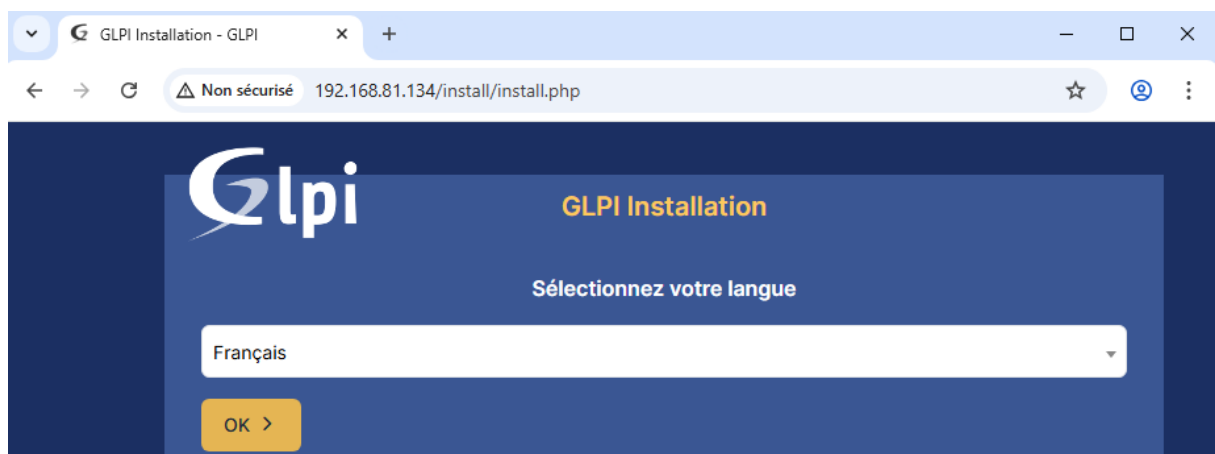 GLPI Installation - GLPI
Non sécurisé 192.168.81.134/install/install.php
Glpi
GLPI Installation
Sélectionnez votre langue
Français
OK